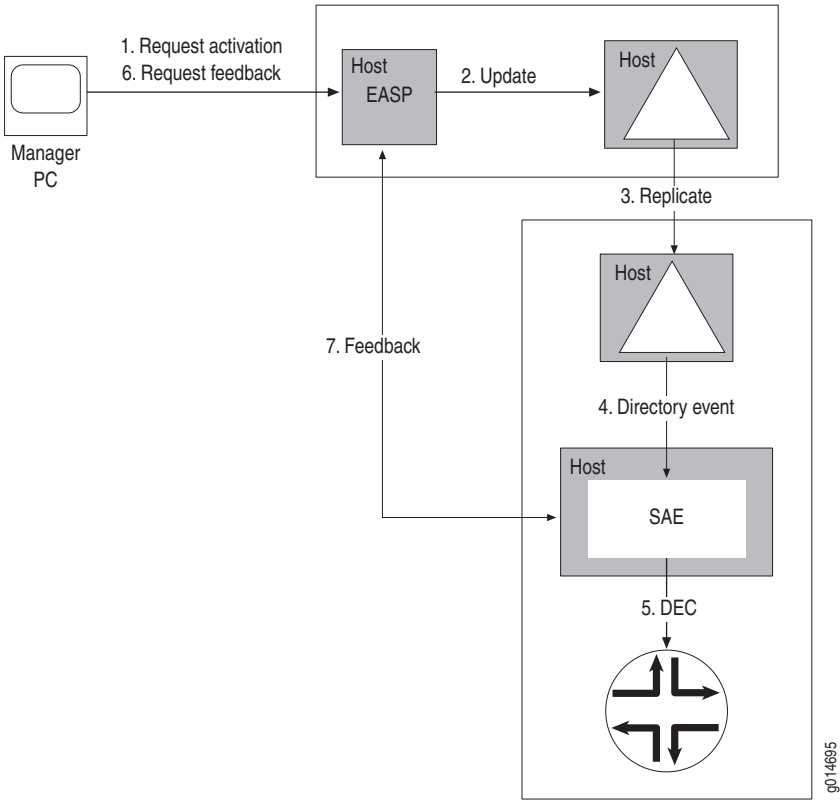 1. Request activation
6. Request feedback
Host
EASP
2. Update
Host
Manager
PC
3. Replicate
Host
7. Feedback
4. Directory event
Host
SAE
5. DEC
g014695